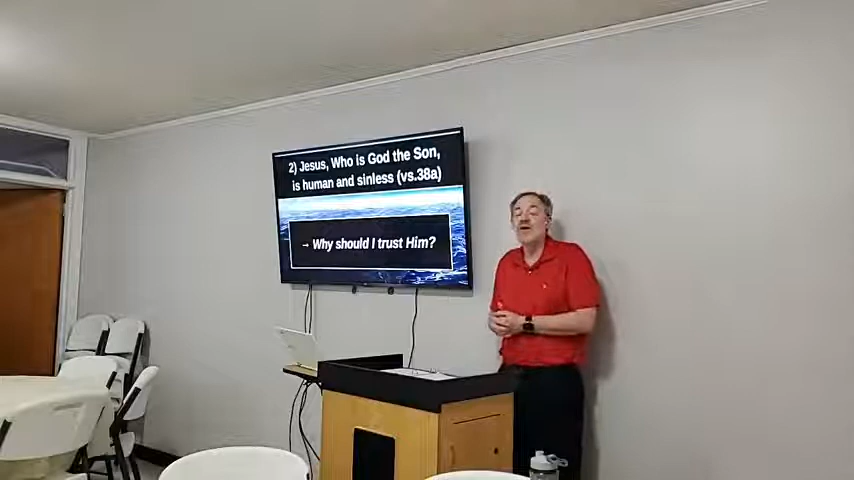 2) Jesus, Who is God the Son,
is human and sinless (vs.38a)
→ Why should I trust Him?